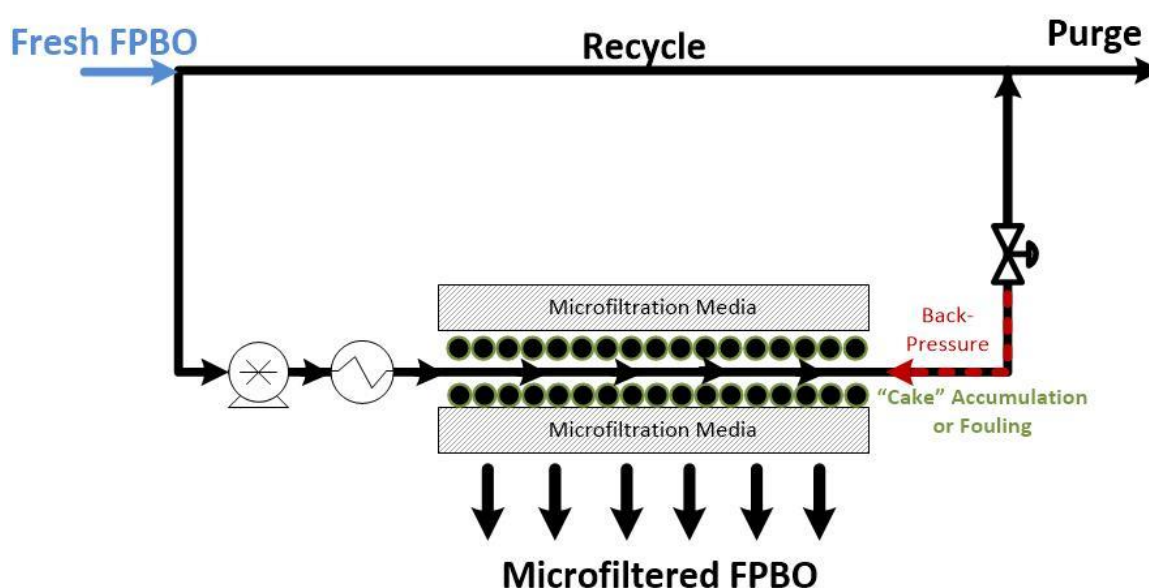 Fresh FPBO
Recycle
Purge
Microfiltration Media
Back-
Pressure
"Cake" Accumulation
or Fouling
Microfiltration Media
Microfiltered FPBO